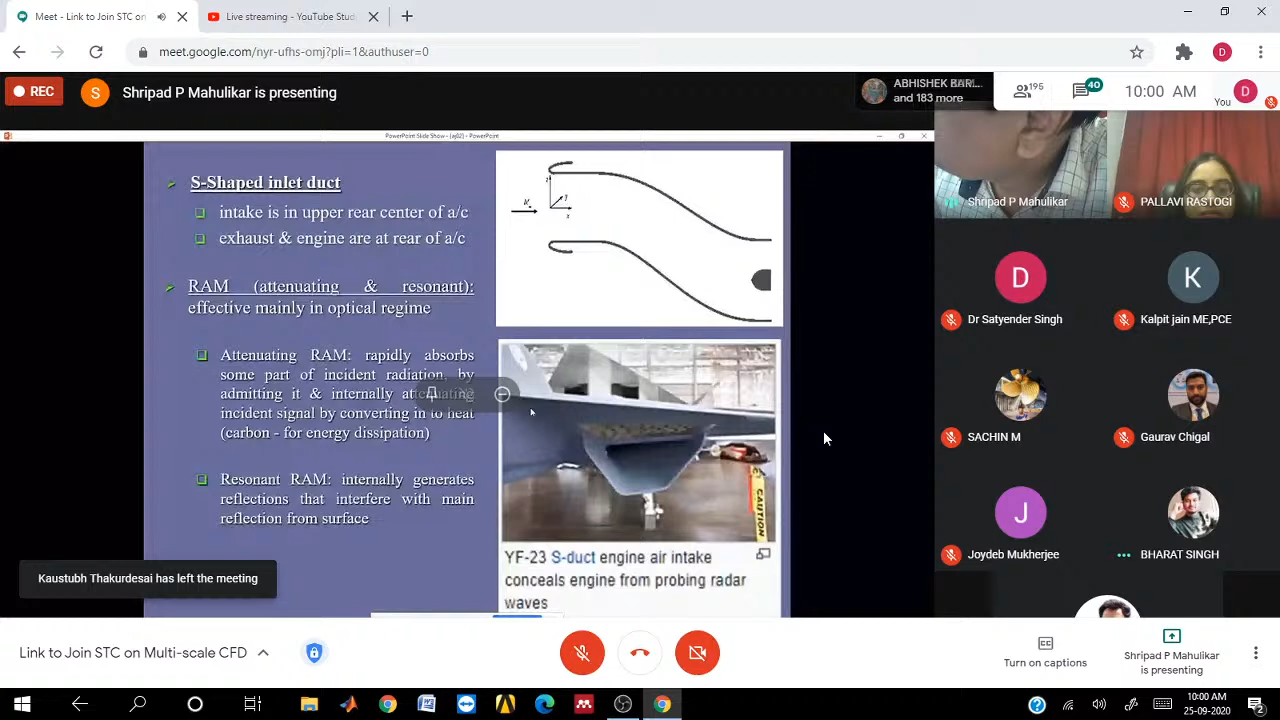 Meet - Link to Join STC on
Live streaming - YouTube Stud
meet.google.com/nyr-ufhs-omj?pli=1&authuser=0
D
REC
S
Shripad P Mahulikar is presenting
and 183 more
195
40
10:00 AM
You
D
PowerPoint Slide Show - [aj02] - PowerPoint
S-Shaped inlet duct
intake is in upper rear center of a/c
exhaust & engine are at rear of a/c
RAM (attenuating & resonant):
effective mainly in optical regime
Attenuating RAM: rapidly absorbs
some part of incident radiation, by
admitting it & internally attenuating
incident signal by converting in to heat
(carbon - for energy dissipation)
Resonant RAM: internally generates
reflections that interfere with main
reflection from surface
CAUTION
YF-23 S-duct engine air intake
conceals engine from probing radar
waves
Shripad P Mahulikar
PALLAVI RASTOGI
D
Dr Satyender Singh
K
Kalpit jain ME,PCE
SACHIN M
Gaurav Chigal
J
Joydeb Mukherjee
BHARAT SINGH
Kaustubh Thakurdesai has left the meeting
Link to Join STC on Multi-scale CFD
Turn on captions
Shripad P Mahulikar
is presenting
10:00 AM
25-09-2020